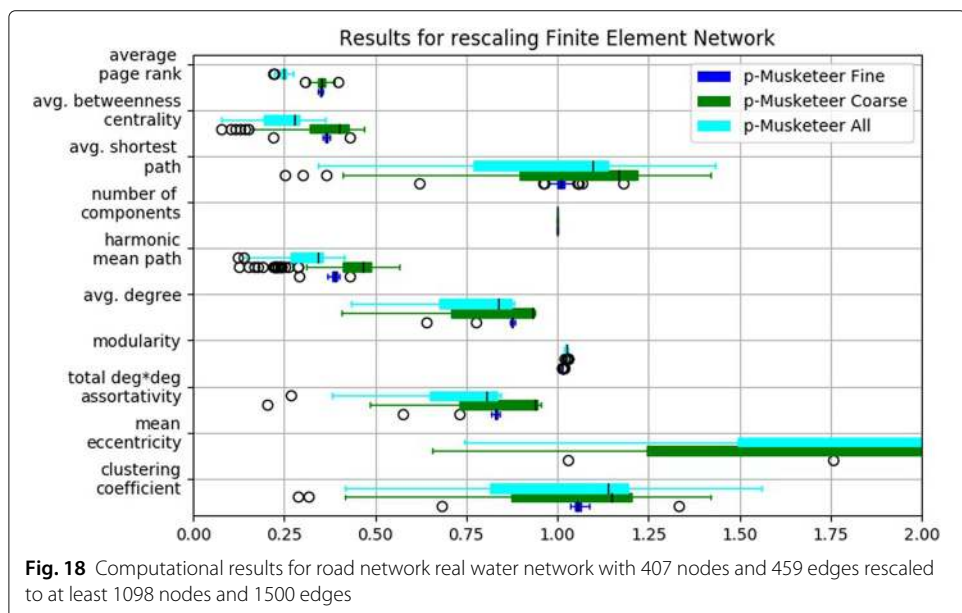 Results for rescaling Finite Element Network
average
page rank
avg. betweenness
centrality
avg. shortest
path
number of
components
harmonic
mean path
avg. degree
modularity
total deg*deg
assortativity
mean
eccentricity
clustering
coefficient
p-Musketeer Fine
p-Musketeer Coarse
p-Musketeer All
0.00 0.25 0.50 0.75 1.00 1.25 1.50 1.75 2.00
Fig. 18 Computational results for road network real water network with 407 nodes and 459 edges rescaled
to at least 1098 nodes and 1500 edges